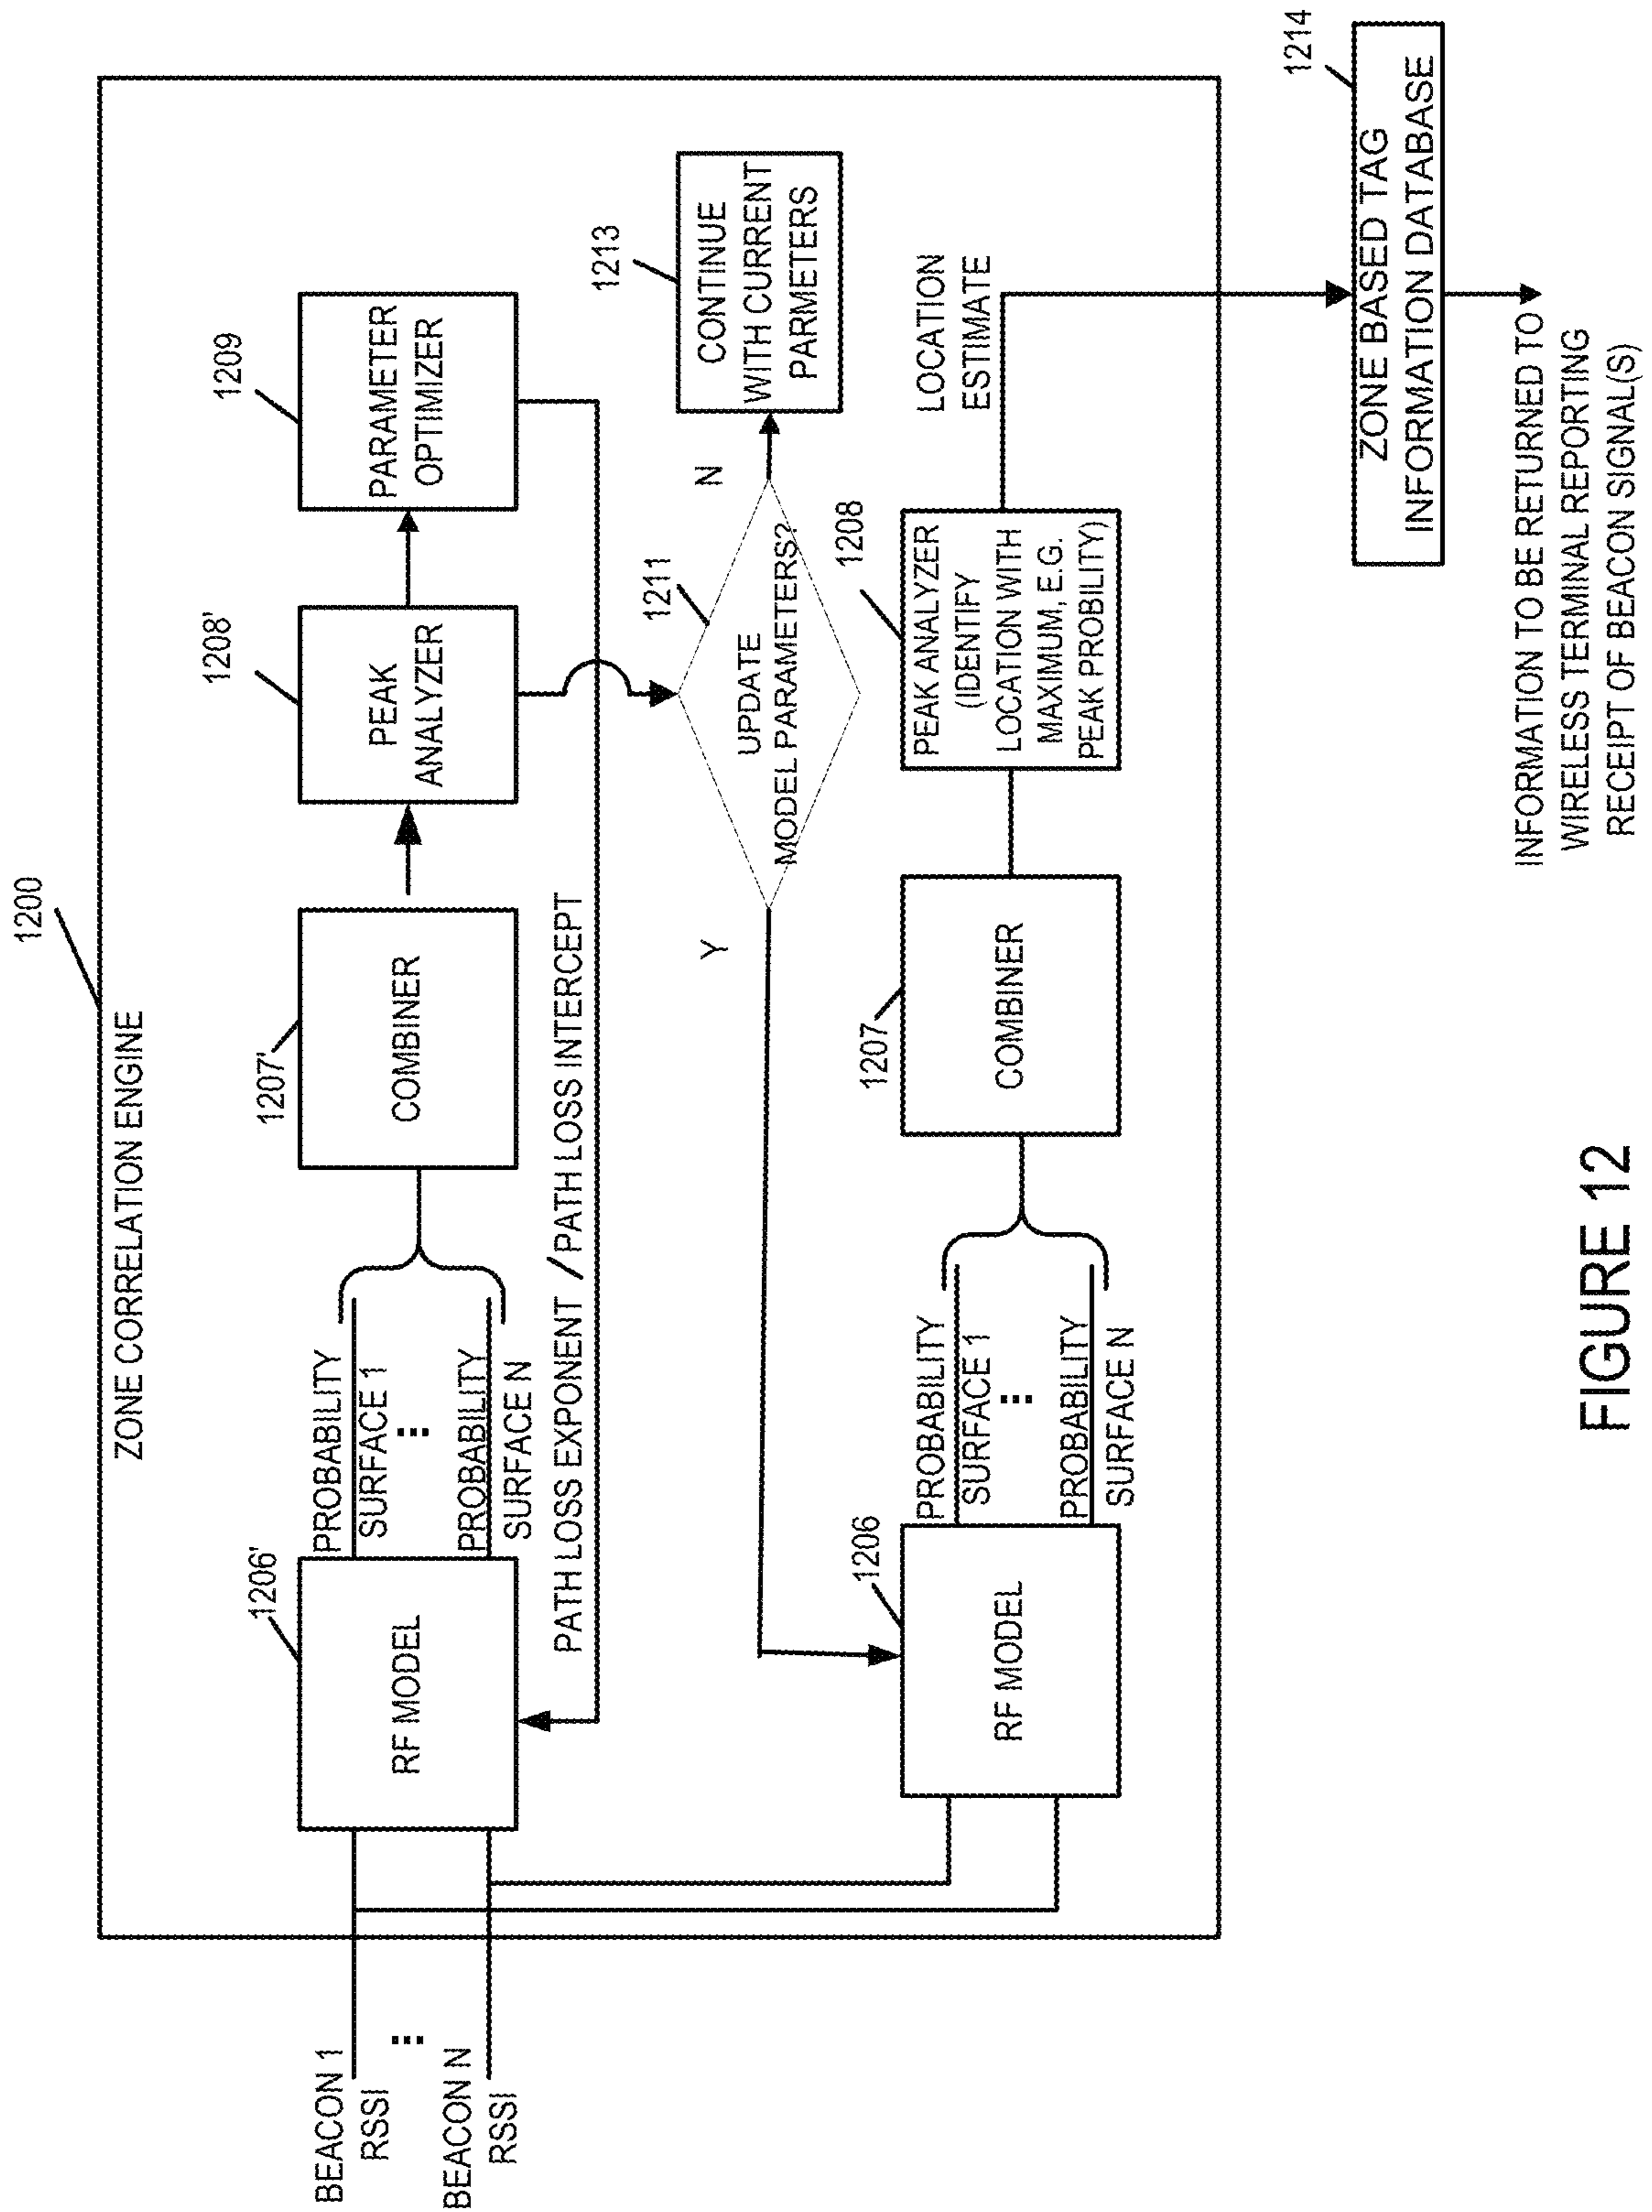 1200
ZONE CORRELATION ENGINE
BEACON 1
RSSI
...
BEACON N
RSSI
1206'
RF MODEL
PROBABILITY
SURFACE 1
...
PROBABILITY
SURFACE N
1207'
COMBINER
1208'
PEAK
ANALYZER
1209
PARAMETER
OPTIMIZER
PATH LOSS EXPONENT / PATH LOSS INTERCEPT
1211
UPDATE
MODEL PARAMETERS?
Y
N
1213
CONTINUE
WITH CURRENT
PARMETERS
1206
RF MODEL
PROBABILITY
SURFACE 1
...
PROBABILITY
SURFACE N
1207
COMBINER
1208
PEAK ANALYZER
(IDENTIFY
LOCATION WITH
MAXIMUM, E.G.
PEAK PROBABILITY)
LOCATION
ESTIMATE
1214
ZONE BASED TAG
INFORMATION DATABASE
INFORMATION TO BE RETURNED TO
WIRELESS TERMINAL REPORTING
RECEIPT OF BEACON SIGNAL(S)
FIGURE 12